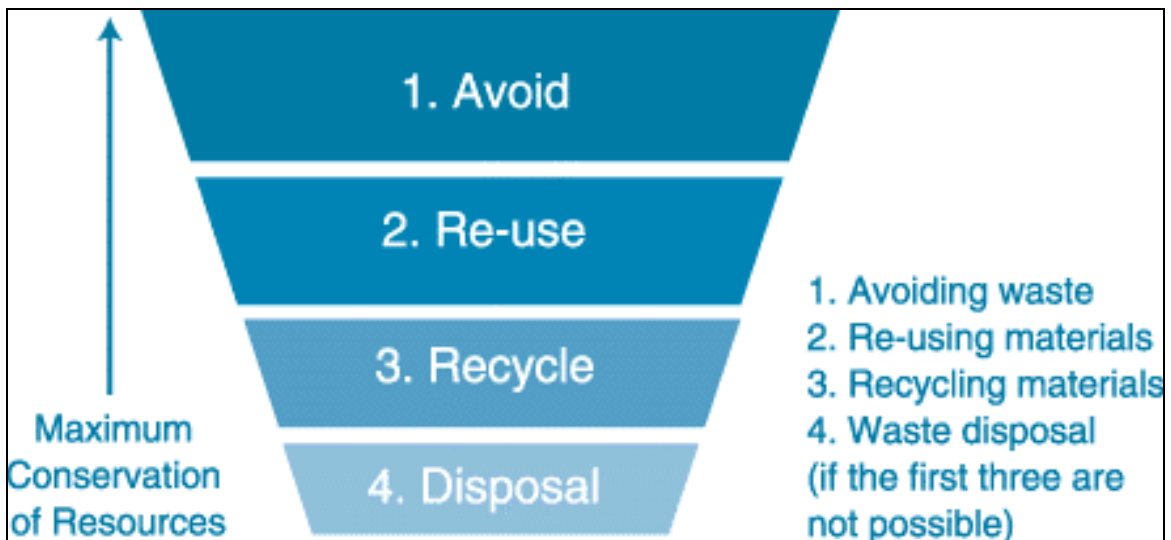 1. Avoid
2. Re-use
3. Recycle
4. Disposal
Maximum
Conservation
of Resources
1. Avoiding waste
2. Re-using materials
3. Recycling materials
4. Waste disposal
(if the first three are
not possible)